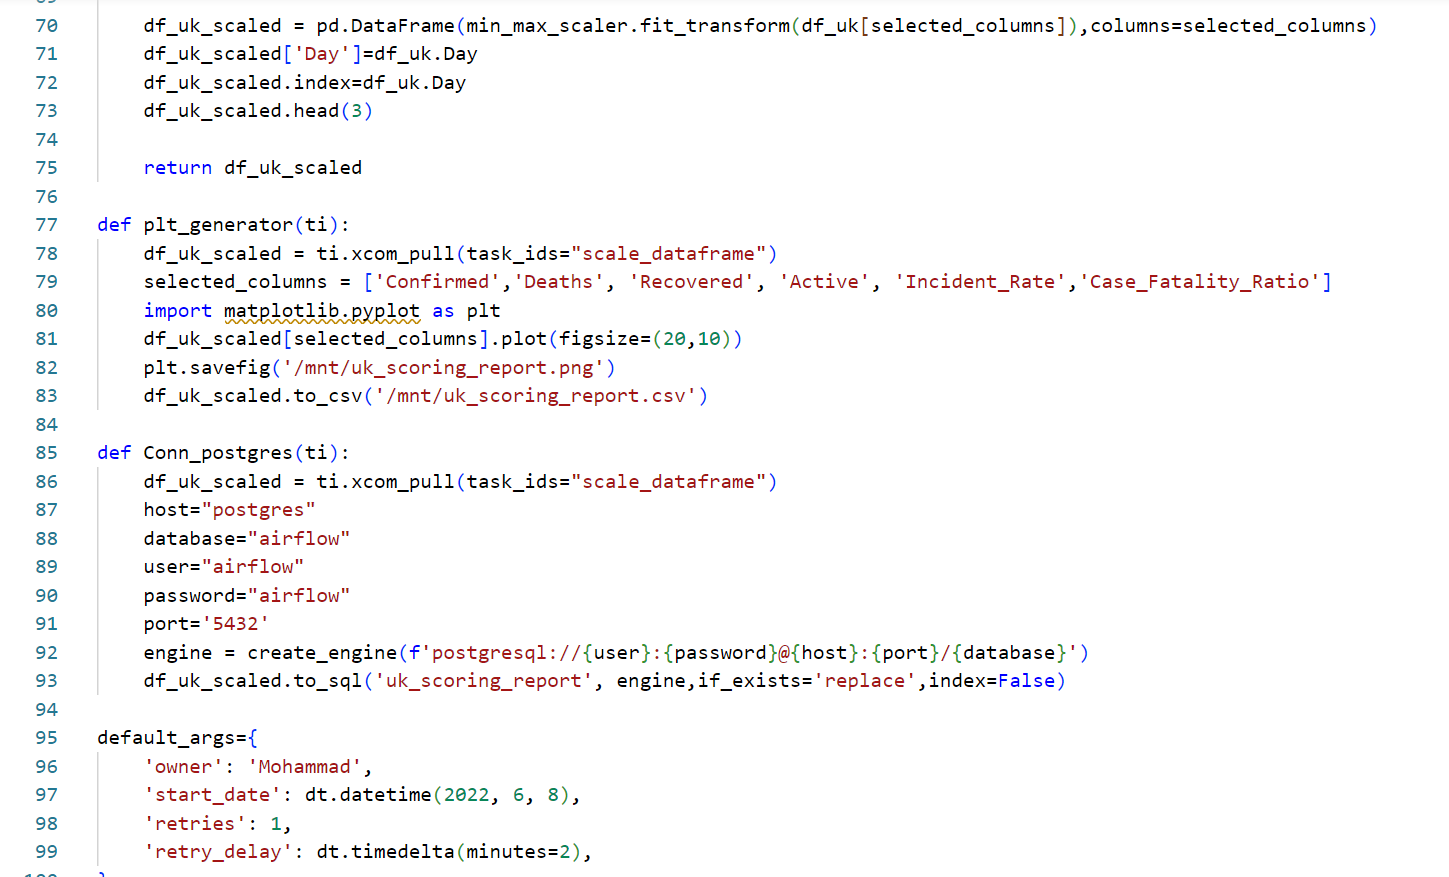 70 df_uk_scaled = pd.DataFrame(min_max_scaler.fit_transform(df_uk[selected_columns]),columns=selected_columns)
71 df_uk_scaled['Day']=df_uk.Day
72 df_uk_scaled.index=df_uk.Day
73 df_uk_scaled.head(3)
74
75 return df_uk_scaled
76
77 def plt_generator(ti):
78 df_uk_scaled = ti.xcom_pull(task_ids="scale_dataframe")
79 selected_columns = ['Confirmed','Deaths', 'Recovered', 'Active', 'Incident_Rate','Case_Fatality_Ratio']
80 import matplotlib.pyplot as plt
81 df_uk_scaled[selected_columns].plot(figsize=(20,10))
82 plt.savefig('/mnt/uk_scoring_report.png')
83 df_uk_scaled.to_csv('/mnt/uk_scoring_report.csv')
84
85 def Conn_postgres(ti):
86 df_uk_scaled = ti.xcom_pull(task_ids="scale_dataframe")
87 host="postgres"
88 database="airflow"
89 user="airflow"
90 password="airflow"
91 port='5432'
92 engine = create_engine(f'postgresql://{user}:{password}@{host}:{port}/{database}')
93 df_uk_scaled.to_sql('uk_scoring_report', engine,if_exists='replace',index=False)
94
95 default_args={
96 'owner': 'Mohammad',
97 'start_date': dt.datetime(2022, 6, 8),
98 'retries': 1,
99 'retry_delay': dt.timedelta(minutes=2),